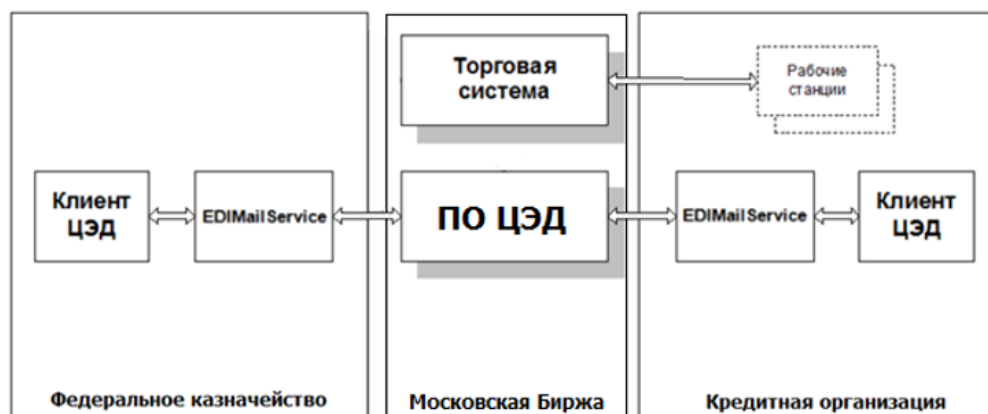 Торговая
система
Рабочие
станции
Клиент
ЦЭД
EDIMailService
ПО ЦЭД
EDIMailService
Клиент
ЦЭД
Федеральное казначейство
Московская Биржа
Кредитная организация